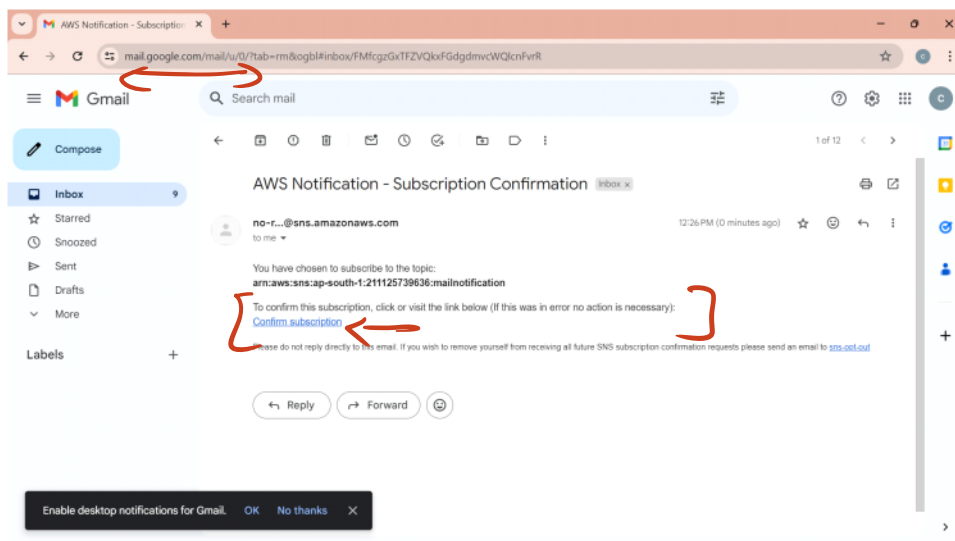 AWS Notification - Subscription
mail.google.com/mail/u/0/?tab=rm&ogbl#inbox/FMfcgzGxTFZVQkxFGdgdmvcWQlcnFvrR
Gmail
Search mail
C
Compose
1 of 12
Inbox 9
Starred
Snoozed
Sent
Drafts
More
Labels
AWS Notification - Subscription Confirmation Inbox x
no-r...@sns.amazonaws.com 12:26 PM (0 minutes ago)
to me
You have chosen to subscribe to the topic:
arn:aws:sns:ap-south-1:211125739636:mailnotification
To confirm this subscription, click or visit the link below (If this was in error no action is necessary):
Confirm subscription
Please do not reply directly to this email. If you wish to remove yourself from receiving all future SNS subscription confirmation requests please send an email to sns-opt-out
Reply Forward
Enable desktop notifications for Gmail. OK No thanks